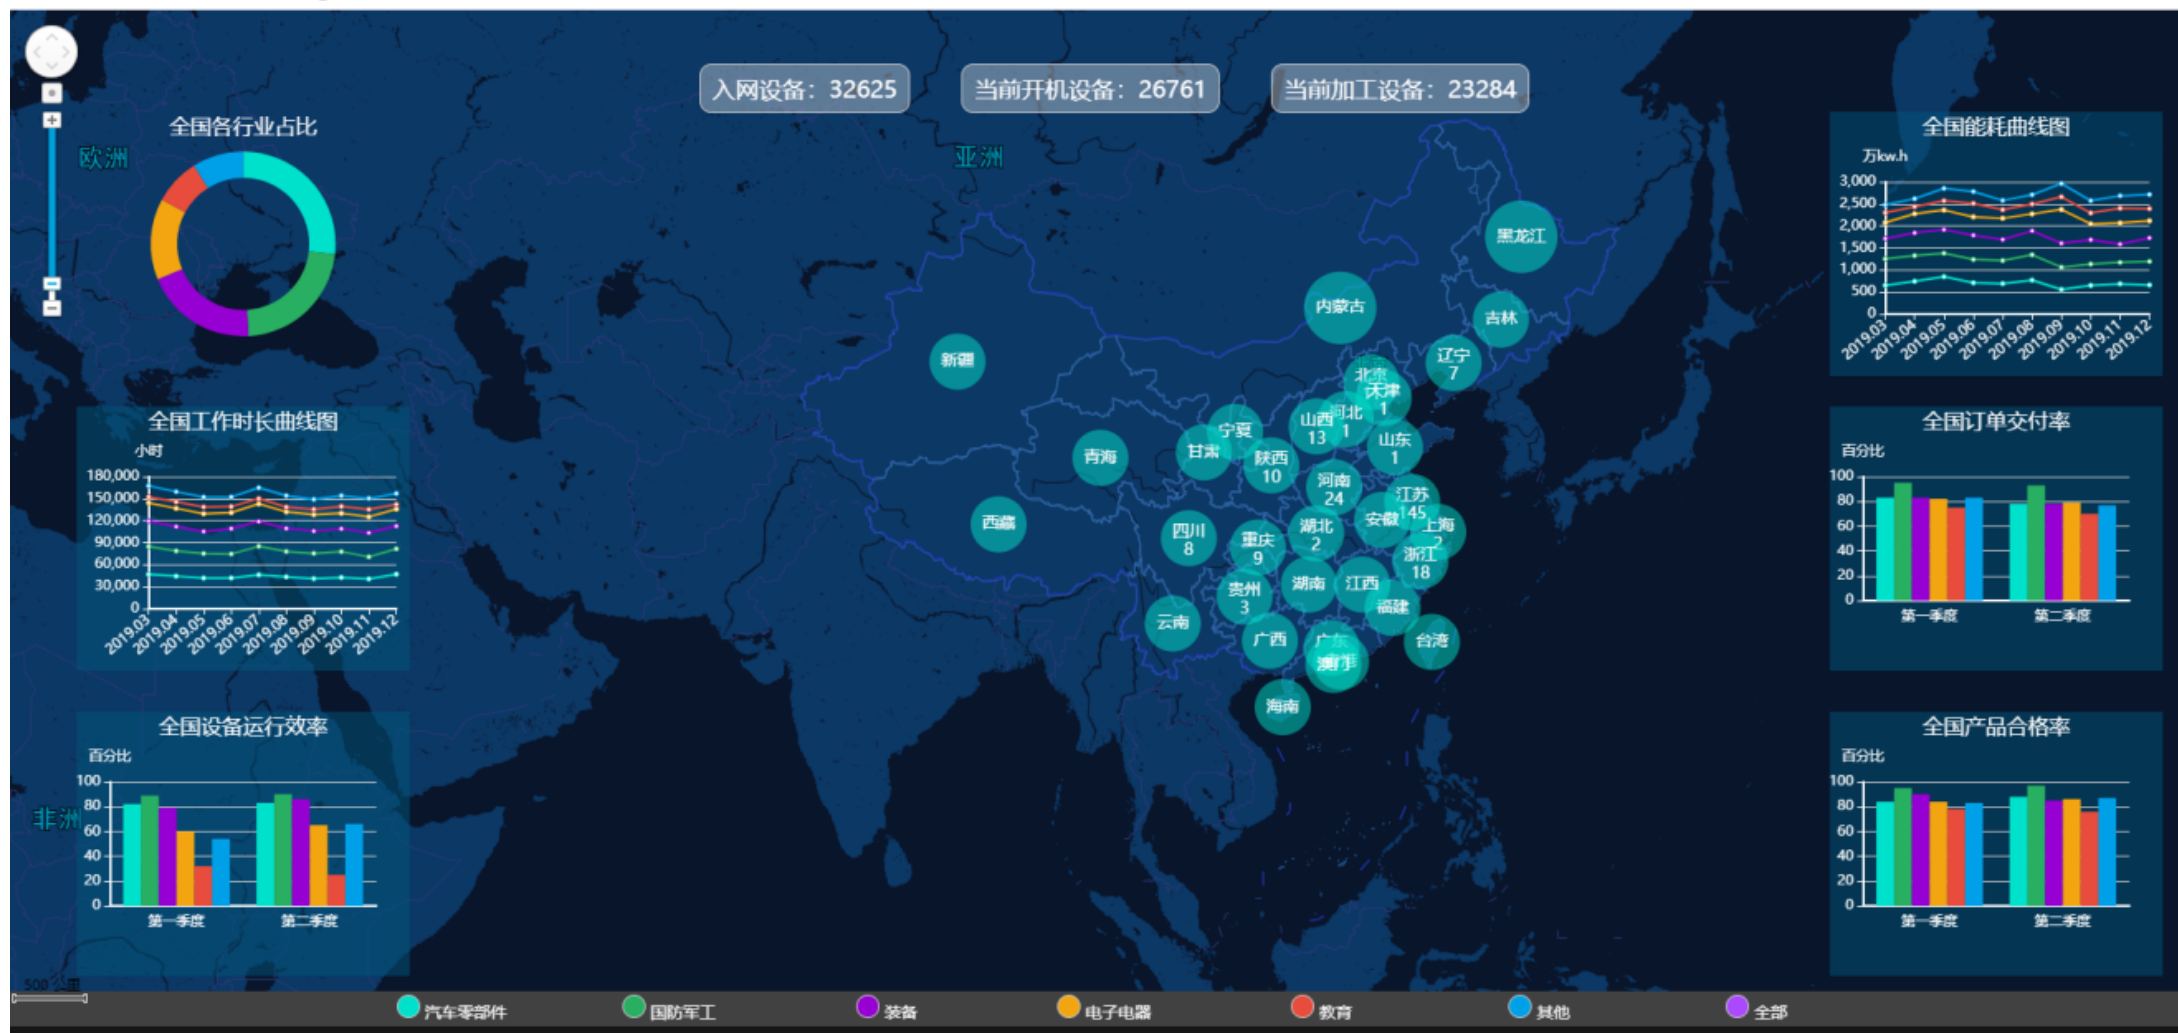 入网设备：32625
当前开机设备：26761
当前加工设备：23284
全国各行业占比
欧洲
亚洲
非洲
全国工作时长曲线图
小时
180,000
150,000
120,000
90,000
60,000
30,000
0
2019.03 2019.04 2019.05 2019.06 2019.07 2019.08 2019.09 2019.10 2019.11 2019.12
全国设备运行效率
百分比
100
80
60
40
20
0
第一季度 第二季度
500 公里
黑龙江
内蒙古
吉林
新疆
辽宁
7
北京
天津
1
河北
1
山西
13
宁夏
甘肃
青海
陕西
10
山东
1
河南
24
江苏
145
安徽
上海
2
西藏
四川
8
重庆
9
湖北
2
浙江
18
贵州
3
湖南
江西
福建
云南
广西
广东
澳门
台湾
海南
全国能耗曲线图
万kw.h
3,000
2,500
2,000
1,500
1,000
500
0
2019.03 2019.04 2019.05 2019.06 2019.07 2019.08 2019.09 2019.10 2019.11 2019.12
全国订单交付率
百分比
100
80
60
40
20
0
第一季度 第二季度
全国产品合格率
百分比
100
80
60
40
20
0
第一季度 第二季度
汽车零部件 国防军工 装备 电子电器 教育 其他 全部